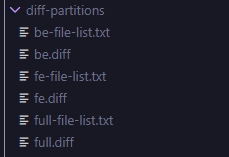 diff-partitions
be-file-list.txt
be.diff
fe-file-list.txt
fe.diff
full-file-list.txt
full.diff